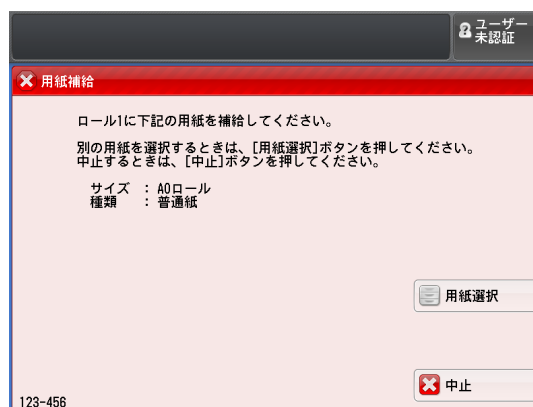 ユーザー
未認証
用紙補給
ロール1に下記の用紙を補給してください。
別の用紙を選択するときは、[用紙選択]ボタンを押してください。
中止するときは、[中止]ボタンを押してください。
サイズ : A0ロール
種類 : 普通紙
用紙選択
中止
123-456